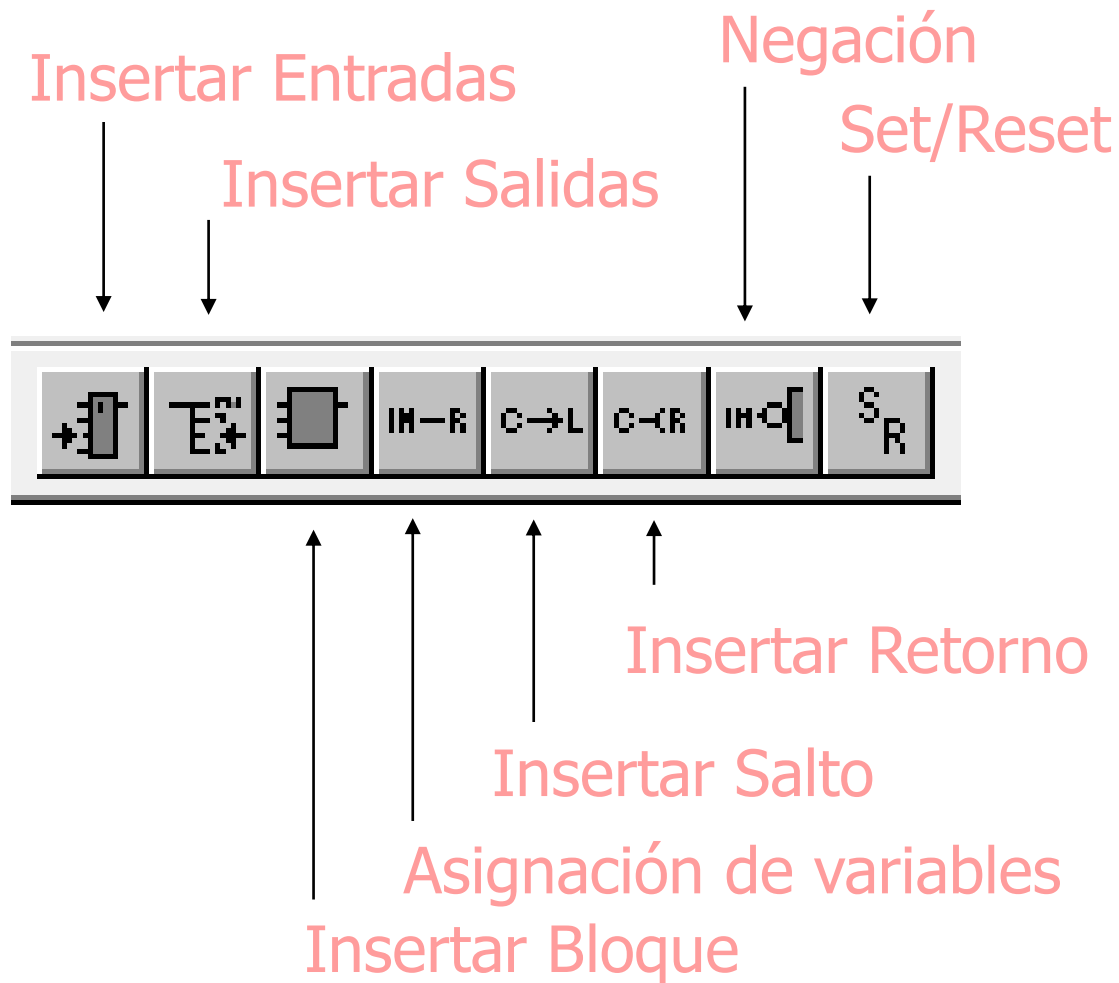 Negación
Insertar Entradas
Set/Reset
Insertar Salidas
IN-R
C→L
C-<R
IN
S
R
Insertar Retorno
Insertar Salto
Asignación de variables
Insertar Bloque